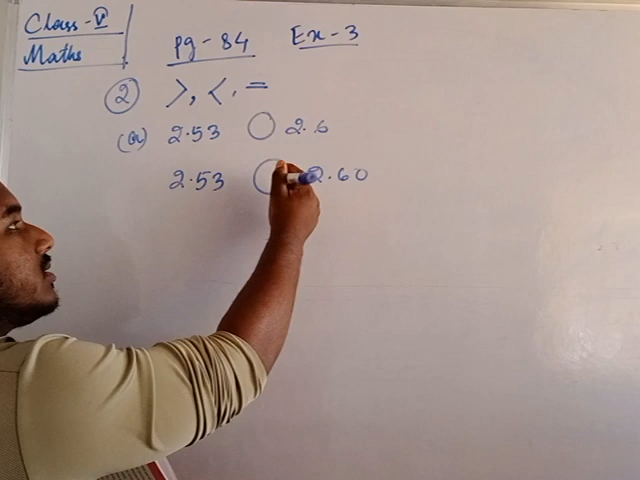 Class - V
Maths
Pg - 84
Ex - 3
2 >, <, =
(a) 2.53 ○ 2.6
2.53 ○ 2.60